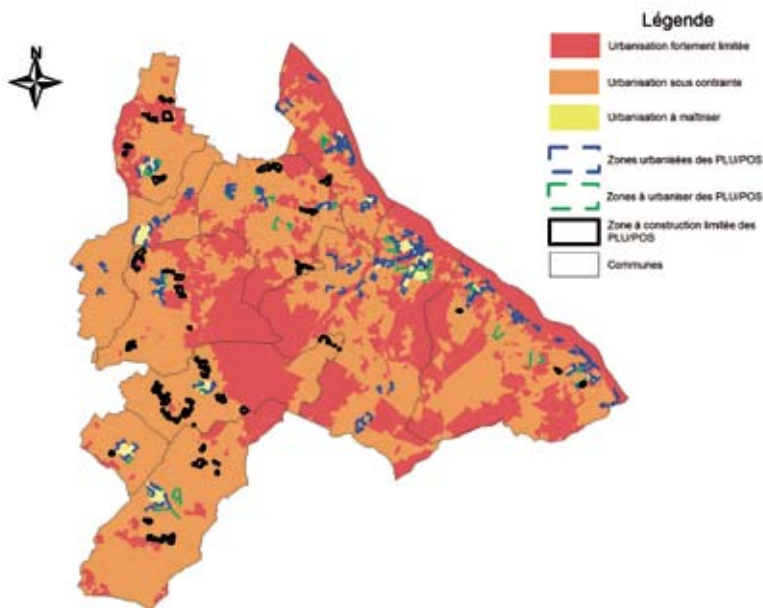 Légende
N
Urbanisation fortement limitée
Urbanisation sous contrainte
Urbanisation à maîtriser
Zones urbanisées des PLU/POS
Zones à urbaniser des PLU/POS
Zone à construction limitée des
PLU/POS
Communes